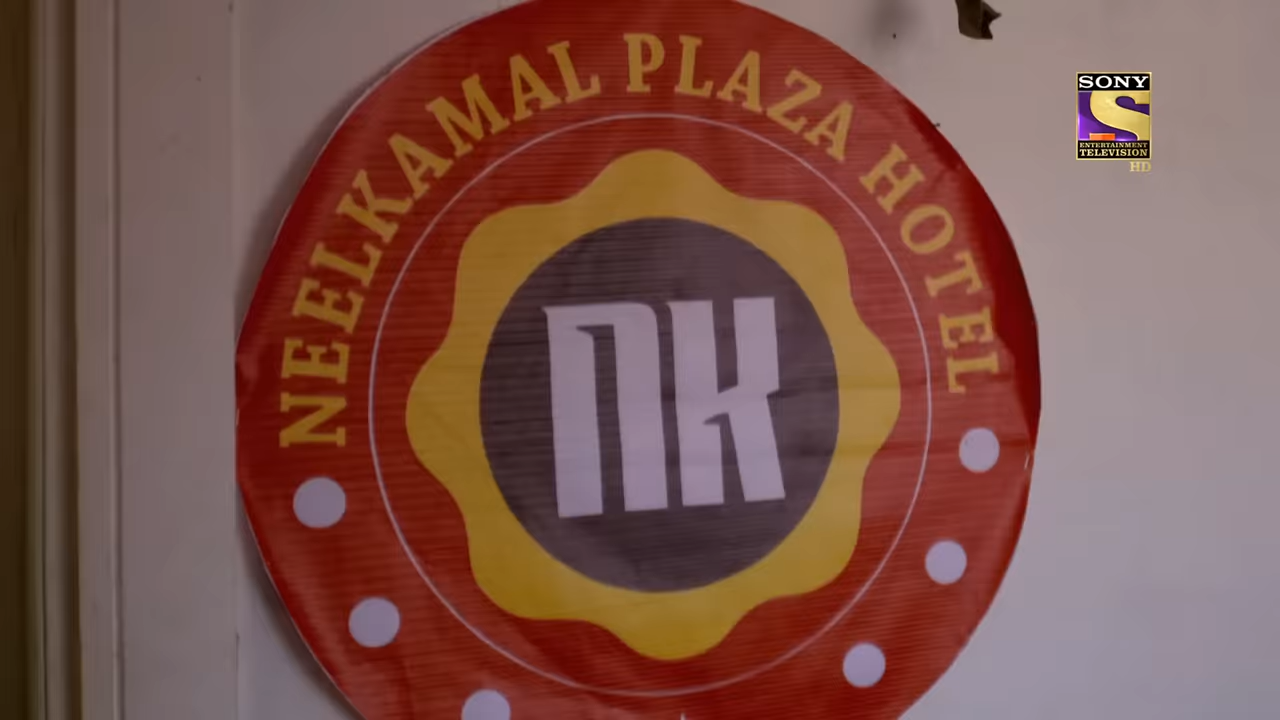 NEELKAMAL PLAZA HOTEL
NK
SONY
S
ENTERTAINMENT
TELEVISION
HD